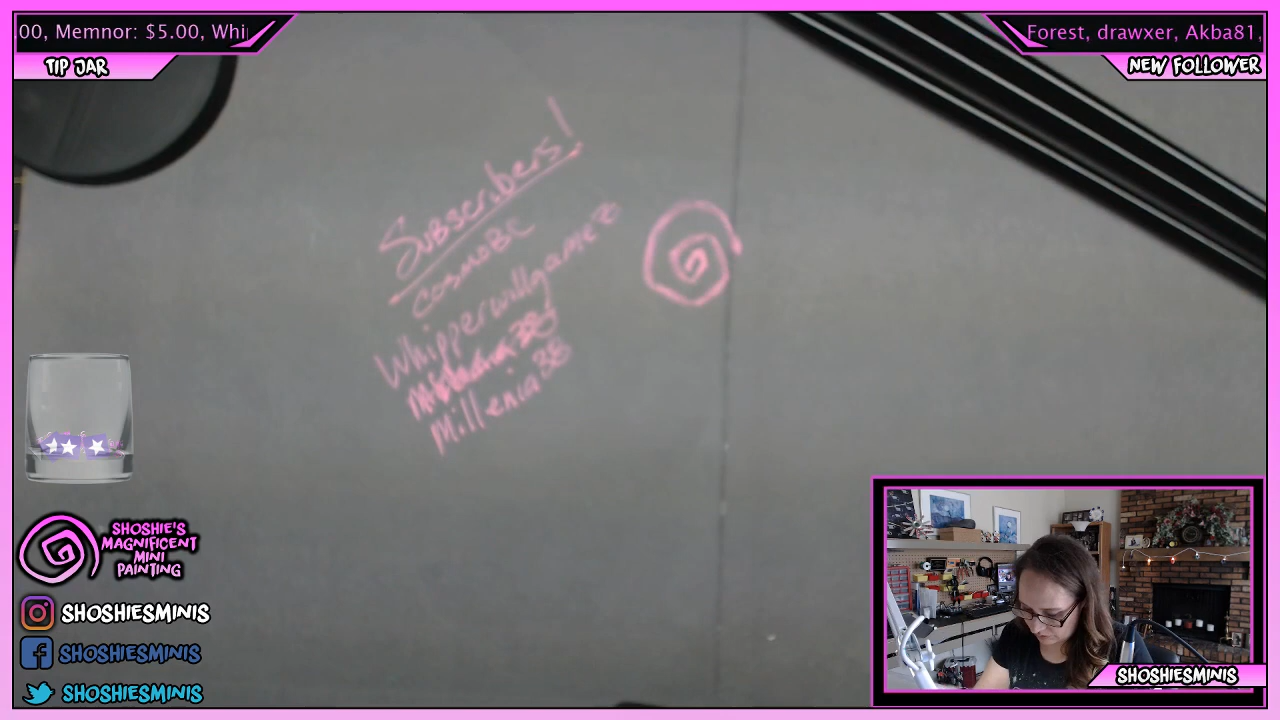 00, Memnor: $5.00, Whi
TIP JAR
Forest, drawxer, Akba81,
NEW FOLLOWER
Subscribers!
cosmoBC
Whipperwillgamez
Millenia38
SHOSHIE'S
MAGNIFICENT
MINI
PAINTING
SHOSHIESMINIS
SHOSHIESMINIS
SHOSHIESMINIS
SHOSHIESMINIS